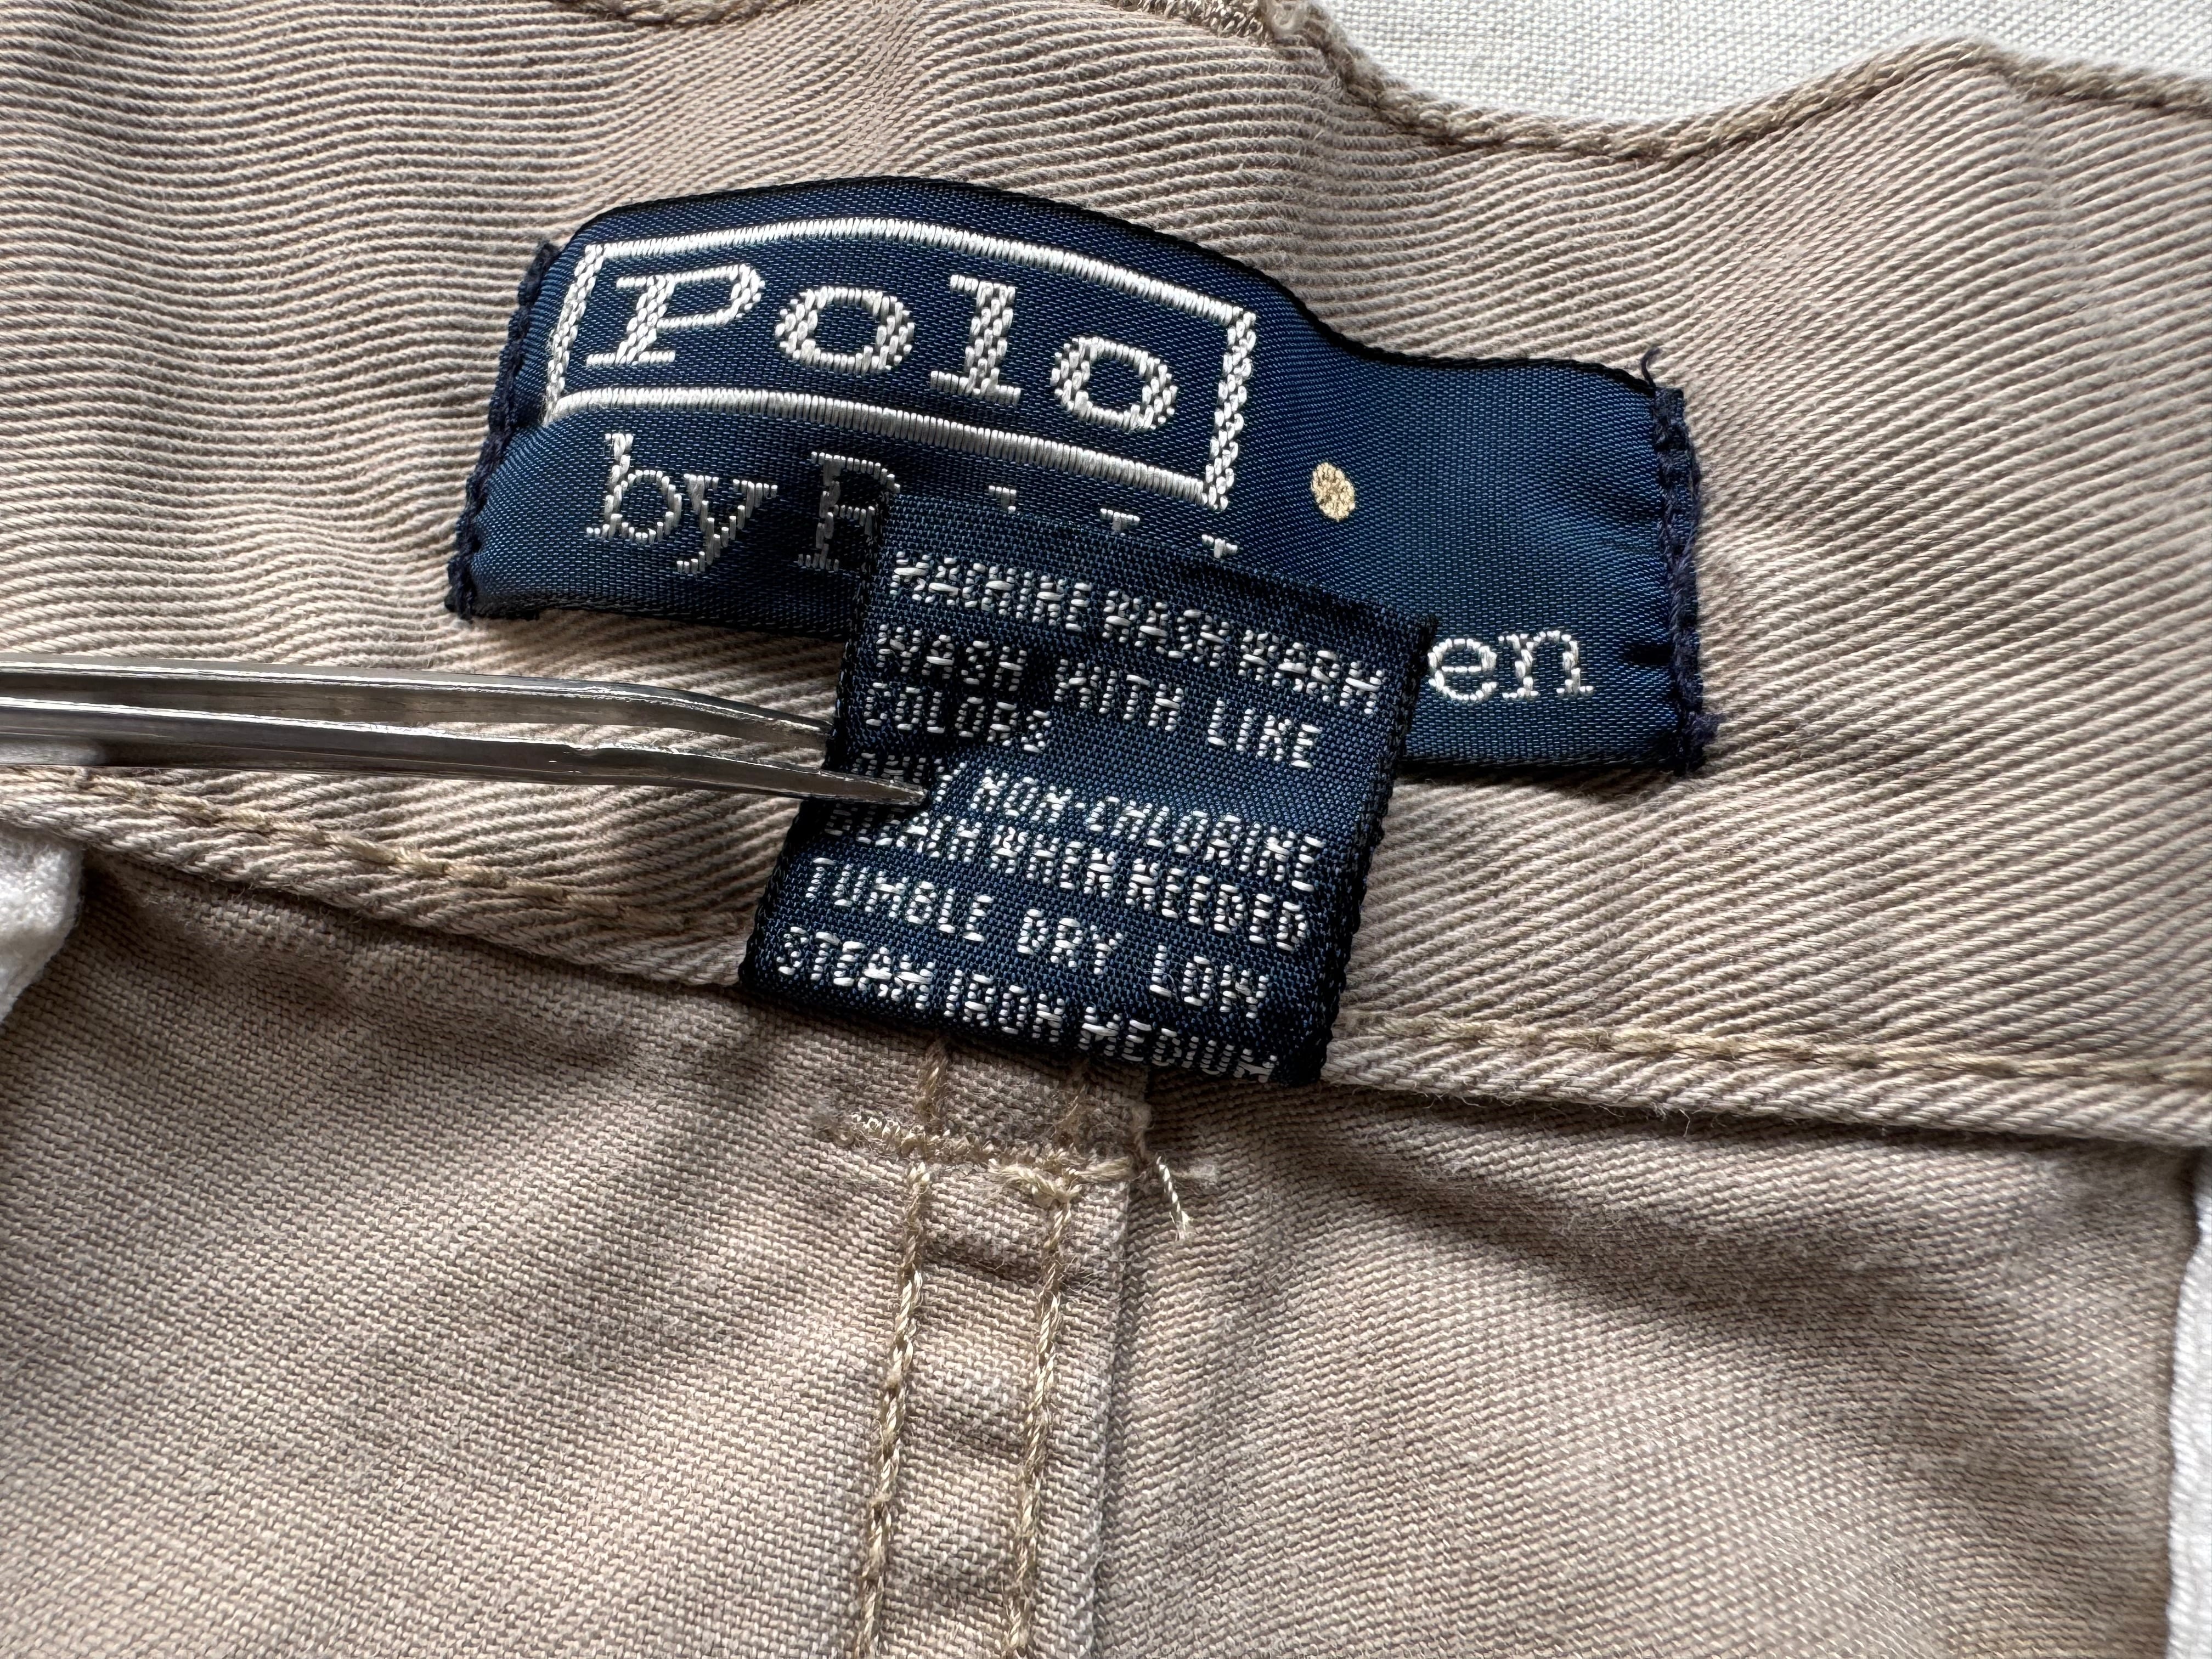 Polo
by R en
MACHINE WASH WARM
WASH WITH LIKE
COLORS
ONLY NON-CHLORINE
BLEACH WHEN NEEDED
TUMBLE DRY LOW
STEAM IRON MEDIUM